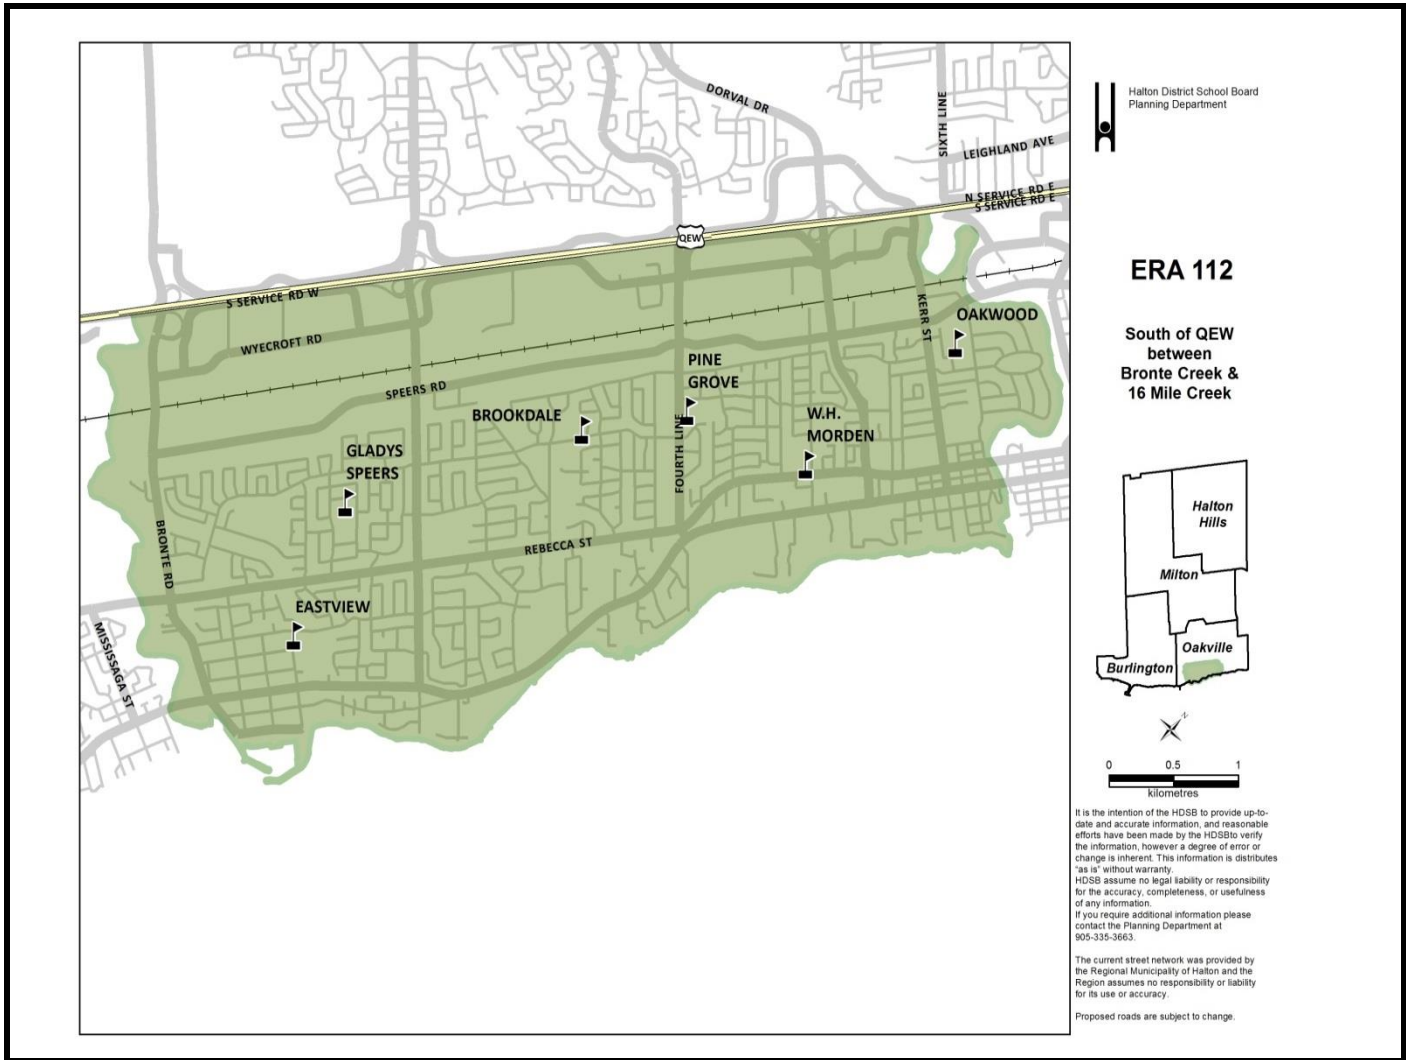 DORVAL DR
SIXTH LINE
LEIGHLAND AVE
N SERVICE RD E
S SERVICE RD E
QEW
S SERVICE RD W
WYECROFT RD
KERR ST
OAKWOOD
SPEERS RD
PINE
GROVE
BROOKDALE
W.H.
MORDEN
FOURTH LINE
GLADYS
SPEERS
BRONTE RD
REBECCA ST
EASTVIEW
MISSISSAGA ST
Halton District School Board
Planning Department
ERA 112
South of QEW
between
Bronte Creek &
16 Mile Creek
Halton
Hills
Milton
Oakville
Burlington
N
0 0.5 1
kilometres
It is the intention of the HDSB to provide up-to-
date and accurate information, and reasonable
efforts have been made by the HDSBto verify
the information, however a degree of error or
change is inherent. This information is distributes
"as is" without warranty.
HDSB assume no legal liability or responsibility
for the accuracy, completeness, or usefulness
of any information.
If you require additional information please
contact the Planning Department at
905-335-3663.
The current street network was provided by
the Regional Municipality of Halton and the
Region assumes no responsibility or liability
for its use or accuracy.
Proposed roads are subject to change.